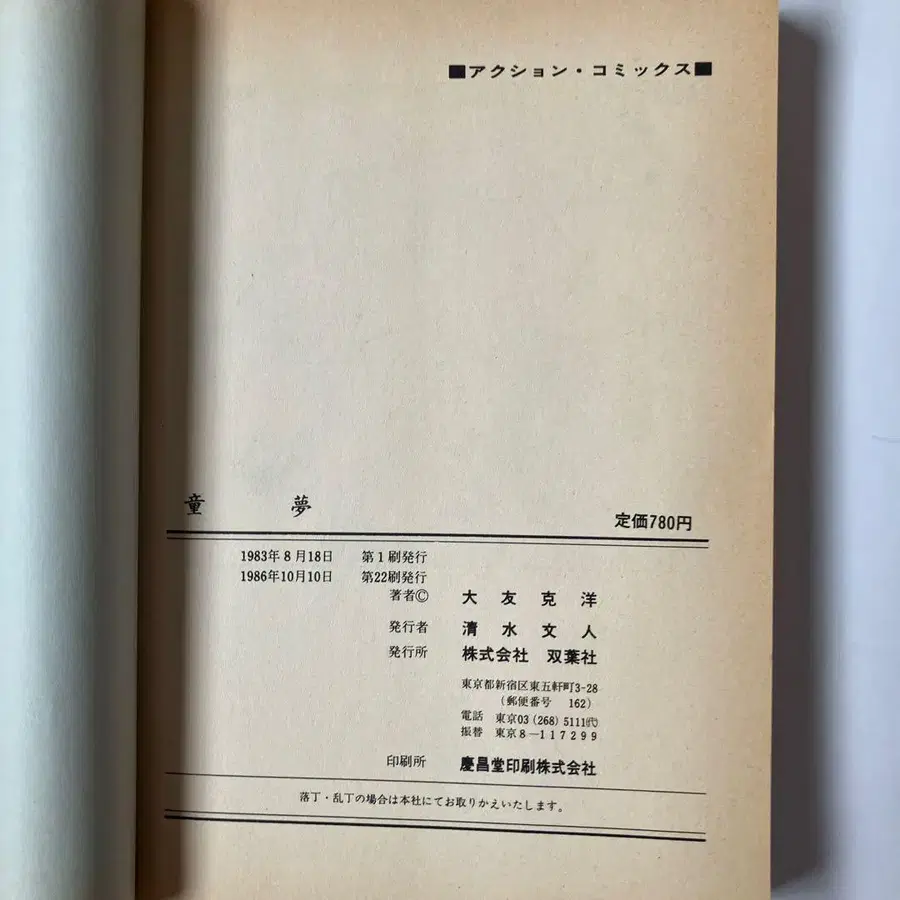 ■アクション・コミックス■
童 夢
定価780円
1983年8月18日 第1刷発行
1986年10月10日 第22刷発行
著者© 大友克洋
発行者 清水文人
発行所 株式会社 双葉社
東京都新宿区東五軒町3-28
(郵便番号 162)
電話 東京03(268)5111㈹
振替 東京8―117299
印刷所 慶昌堂印刷株式会社
落丁・乱丁の場合は本社にてお取りかえいたします。